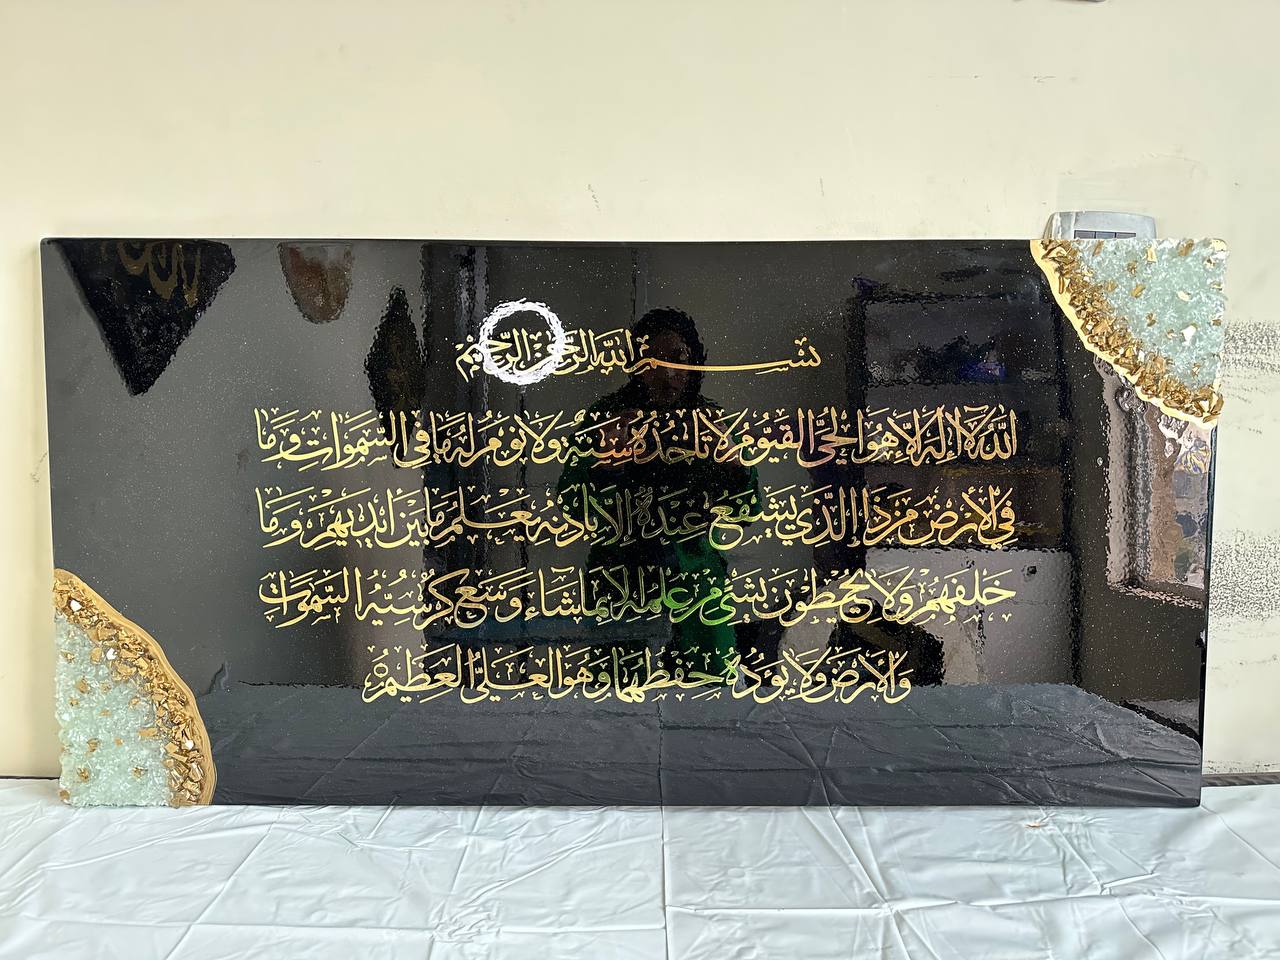 بسم الله الرحمن الرحيم
الله لا إله إلا هو الحي القيوم لا تأخذه سنة ولا نوم له ما في السموات وما
في الأرض من ذا الذي يشفع عنده إلا بإذنه يعلم ما بين أيديهم وما
خلفهم ولا يحيطون بشيء من علمه إلا بما شاء وسع كرسيه السموات
والأرض ولا يؤده حفظهما وهو العلي العظيم